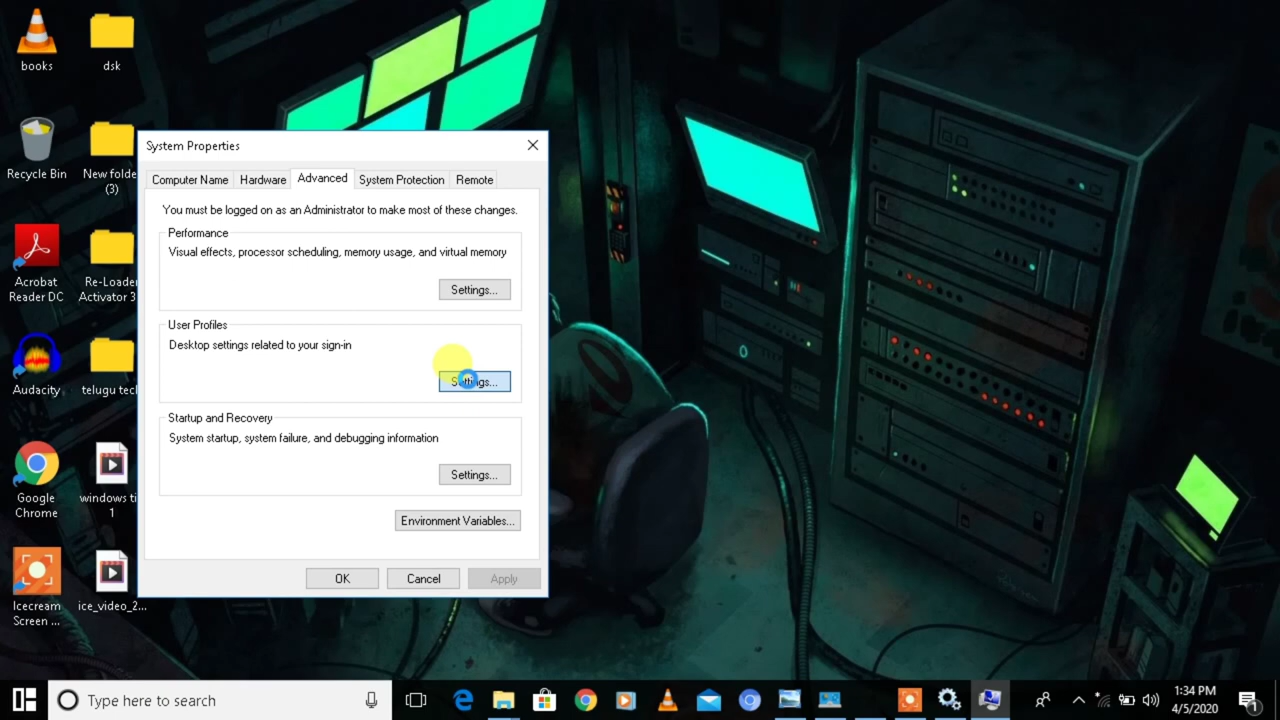 books
dsk
Recycle Bin
New folde
(3)
Acrobat
Reader DC
Re-Loade
Activator 3
Audacity
telugu tecl
Google
Chrome
windows ti
1
Icecream
Screen ...
ice_video_2...
System Properties
Computer Name
Hardware
Advanced
System Protection
Remote
You must be logged on as an Administrator to make most of these changes.
Performance
Visual effects, processor scheduling, memory usage, and virtual memory
Settings...
User Profiles
Desktop settings related to your sign-in
Settings...
Startup and Recovery
System startup, system failure, and debugging information
Settings...
Environment Variables...
OK
Cancel
Apply
Type here to search
1:34 PM
4/5/2020
1